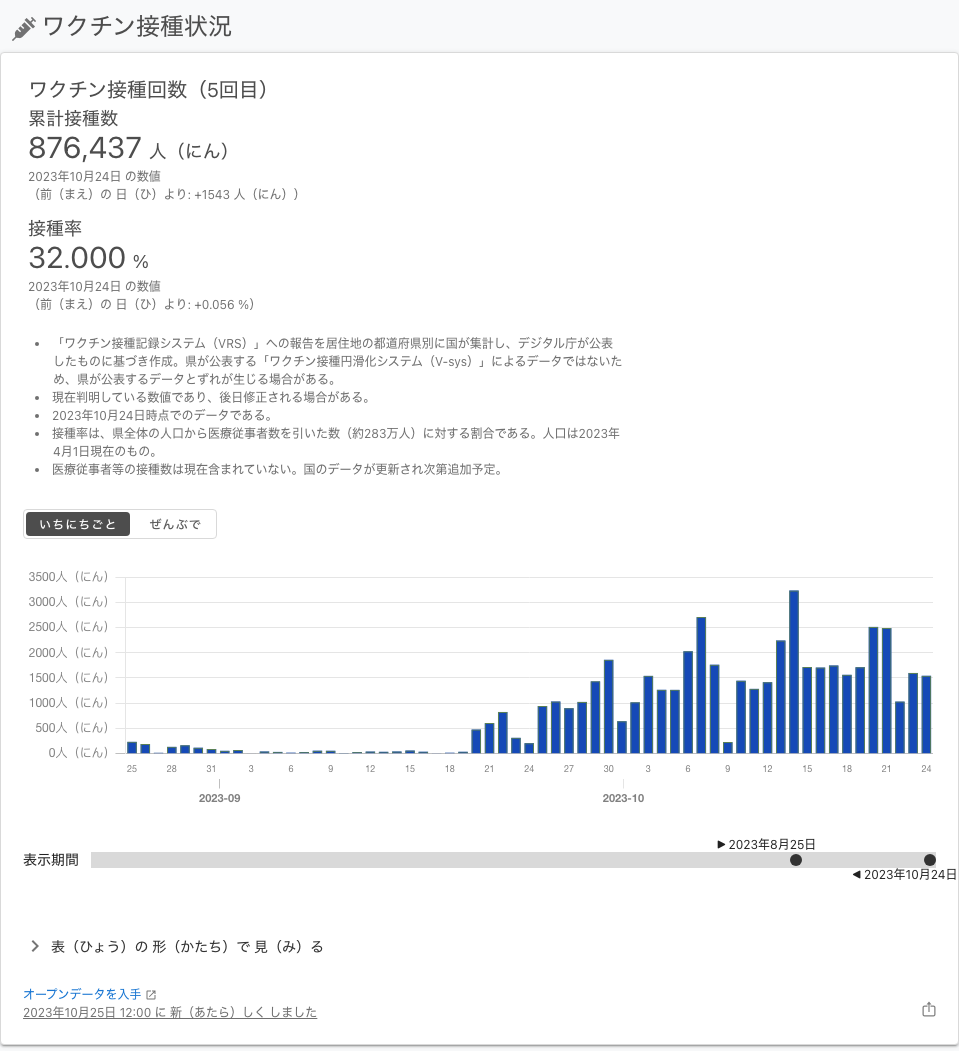 ワクチン接種状況
ワクチン接種回数（5回目）
累計接種数
876,437 人（にん）
2023年10月24日 の数値
（前（まえ）の 日（ひ）より: +1543 人（にん））
接種率
32.000 %
2023年10月24日 の数値
（前（まえ）の 日（ひ）より: +0.056 %）
• 「ワクチン接種記録システム（VRS）」への報告を居住地の都道府県別に国が集計し、デジタル庁が公表
したものに基づき作成。県が公表する「ワクチン接種円滑化システム（V-sys）」によるデータではないた
め、県が公表するデータとずれが生じる場合がある。
• 現在判明している数値であり、後日修正される場合がある。
• 2023年10月24日時点でのデータである。
• 接種率は、県全体の人口から医療従事者数を引いた数（約283万人）に対する割合である。人口は2023年
4月1日現在のもの。
• 医療従事者等の接種数は現在含まれていない。国のデータが更新され次第追加予定。
いちにちごと ぜんぶで
3500人（にん）
3000人（にん）
2500人（にん）
2000人（にん）
1500人（にん）
1000人（にん）
500人（にん）
0人（にん）
25 28 31 3 6 9 12 15 18 21 24 27 30 3 6 9 12 15 18 21 24
2023-09 2023-10
▶ 2023年8月25日
表示期間
◀ 2023年10月24日
表（ひょう）の 形（かたち）で 見（み）る
オープンデータを入手
2023年10月25日 12:00 に 新（あたら）しく しました